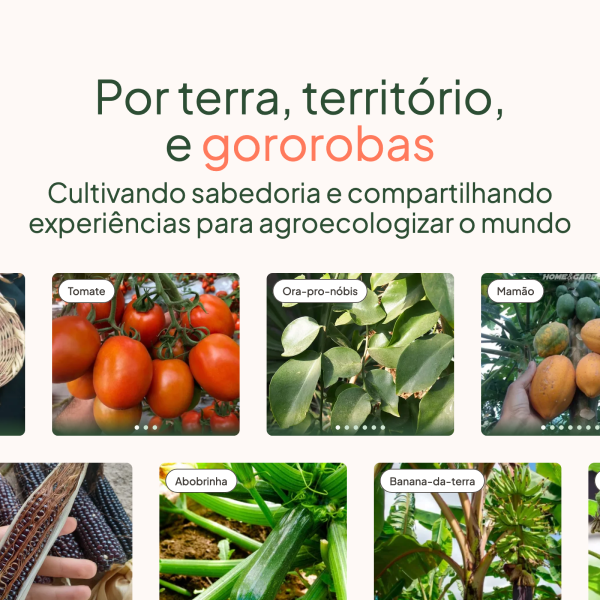 Por terra, território,
e gororobas
Cultivando sabedoria e compartilhando
experiências para agroecologizar o mundo
Tomate
Ora-pro-nóbis
Mamão
Abobrinha
Banana-da-terra